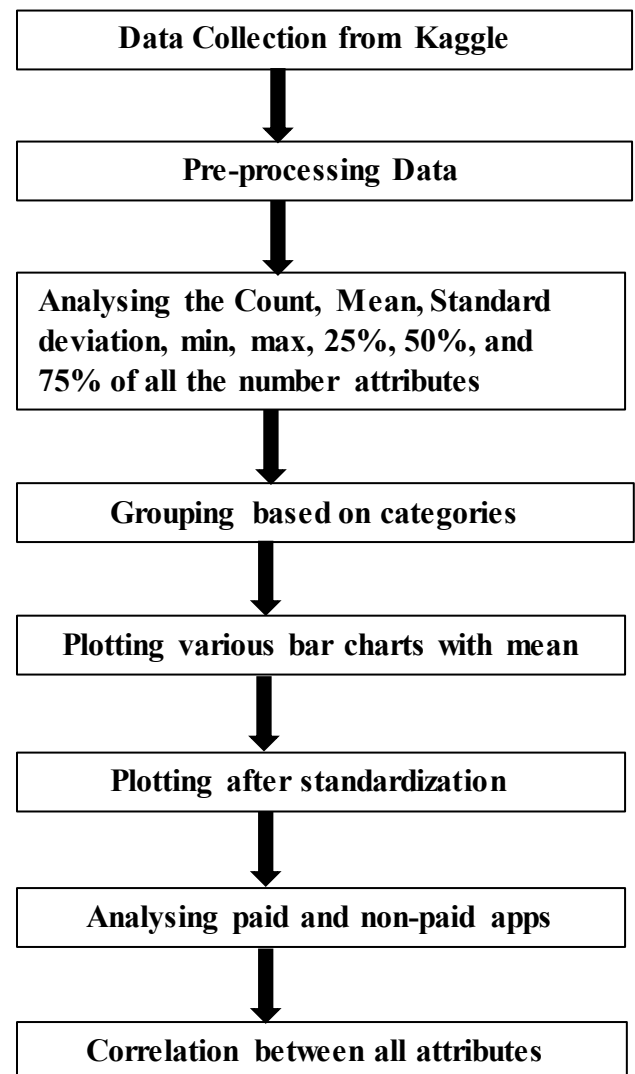 Data Collection from Kaggle
Pre-processing Data
Analysing the Count, Mean, Standard
deviation, min, max, 25%, 50%, and
75% of all the number attributes
Grouping based on categories
Plotting various bar charts with mean
Plotting after standardization
Analysing paid and non-paid apps
Correlation between all attributes